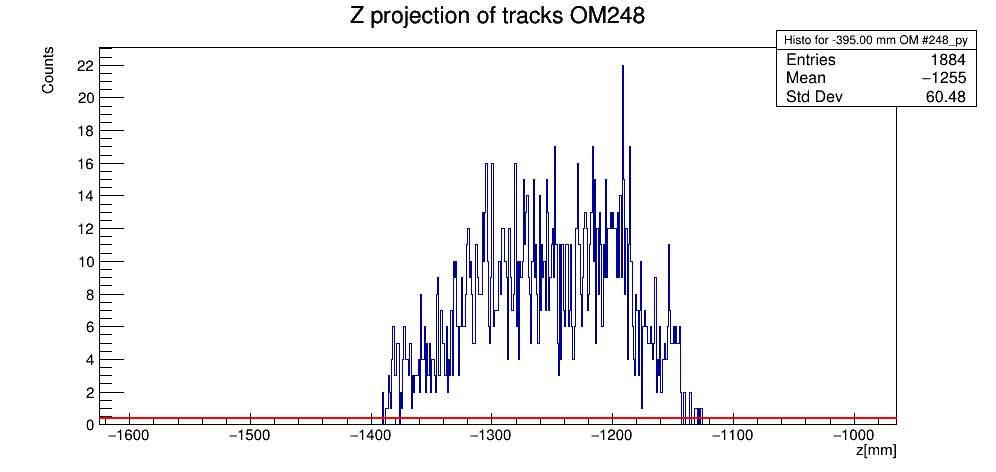 Z projection of tracks OM248
Histo for -395.00 mm OM #248_py
Entries 1884
Mean −1255
Std Dev 60.48
Counts
22
20
18
16
14
12
10
8
6
4
2
0
−1600 −1500 −1400 −1300 −1200 −1100 −1000
z[mm]